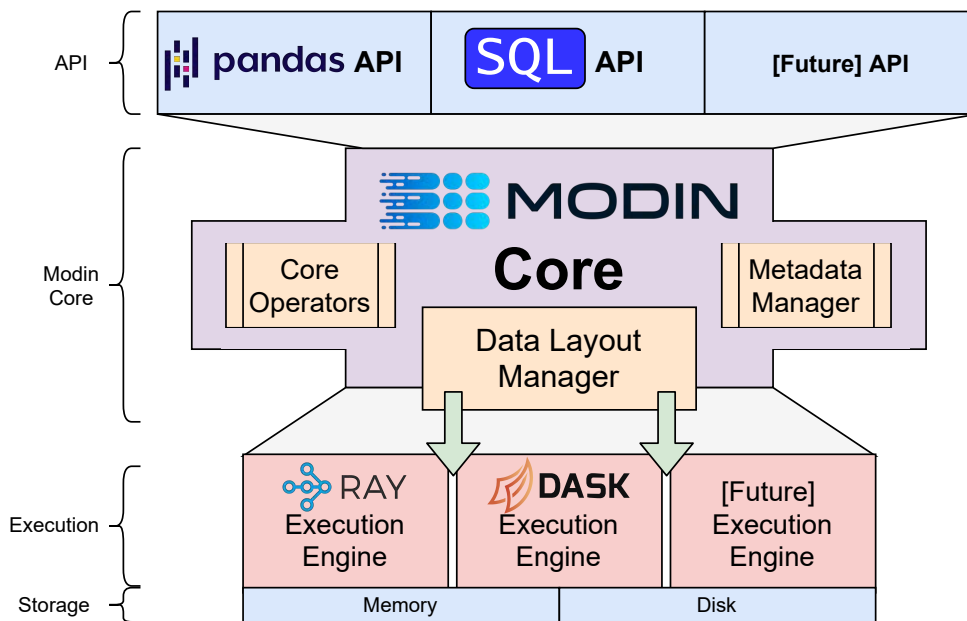 API
pandas API
SQL API
[Future] API
Modin
Core
MODIN
Core
Core
Operators
Metadata
Manager
Data Layout
Manager
Execution
RAY
Execution
Engine
DASK
Execution
Engine
[Future]
Execution
Engine
Storage
Memory
Disk